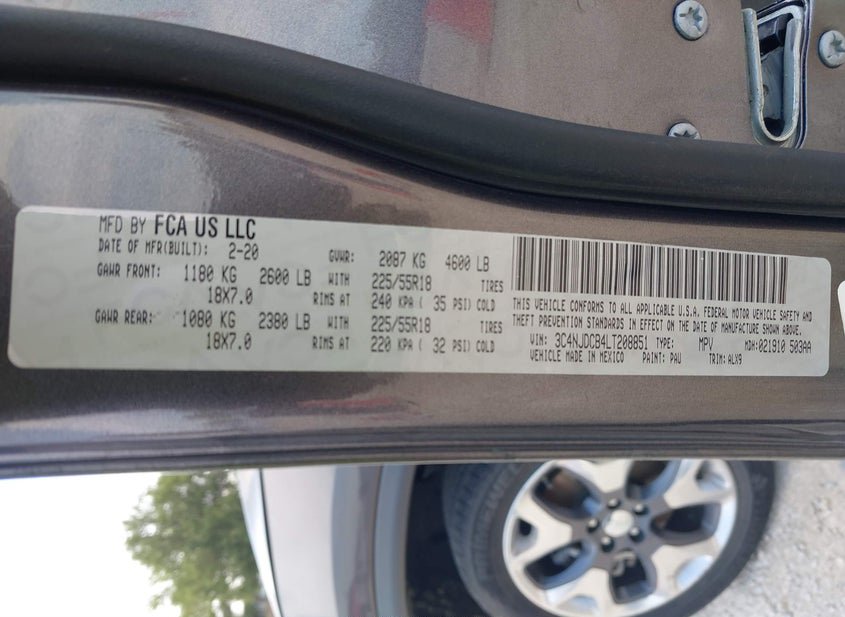 MFD BY FCA US LLC
DATE OF MFR(BUILT): 2-20 GVWR: 2087 KG 4600 LB
GAWR FRONT: 1180 KG 2600 LB WITH 225/55R18 TIRES
18X7.0 RIMS AT 240 KPA ( 35 PSI) COLD
GAWR REAR: 1080 KG 2380 LB WITH 225/55R18 TIRES
18X7.0 RIMS AT 220 KPA ( 32 PSI) COLD
THIS VEHICLE CONFORMS TO ALL APPLICABLE U.S.A. FEDERAL MOTOR VEHICLE SAFETY AND
THEFT PREVENTION STANDARDS IN EFFECT ON THE DATE OF MANUFACTURE SHOWN ABOVE.
VIN: 3C4NJDCB4LT208851 TYPE: MPV MDH:021910 503AA
VEHICLE MADE IN MEXICO PAINT: PAU TRIM: ALX9